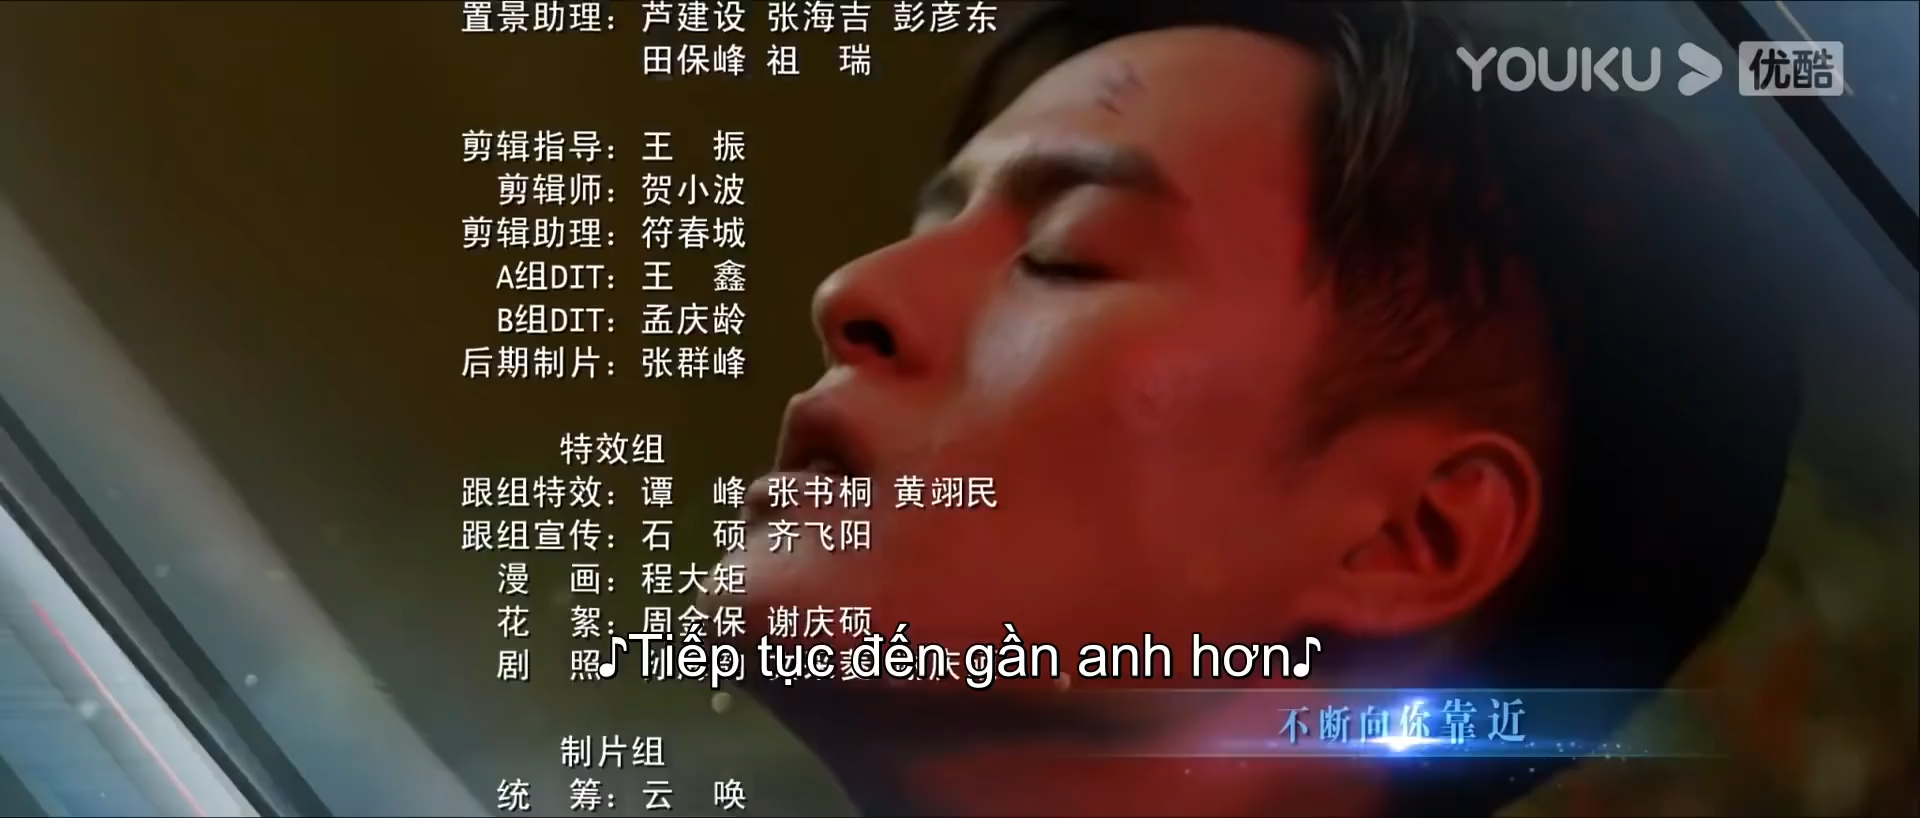 置景助理：芦建设 张海吉 彭彦东
田保峰 祖 瑞
YOUKU 优酷
剪辑指导：王 振
剪辑师：贺小波
剪辑助理：符春城
A组DIT：王 鑫
B组DIT：孟庆龄
后期制片：张群峰
特效组
跟组特效：谭 峰 张书桐 黄翊民
跟组宣传：石 硕 齐飞阳
漫 画：程大矩
花 絮：周金保 谢庆硕
剧 照
♪Tiếp tục đến gần anh hơn♪
不断向你靠近
制片组
统 筹：云 唤